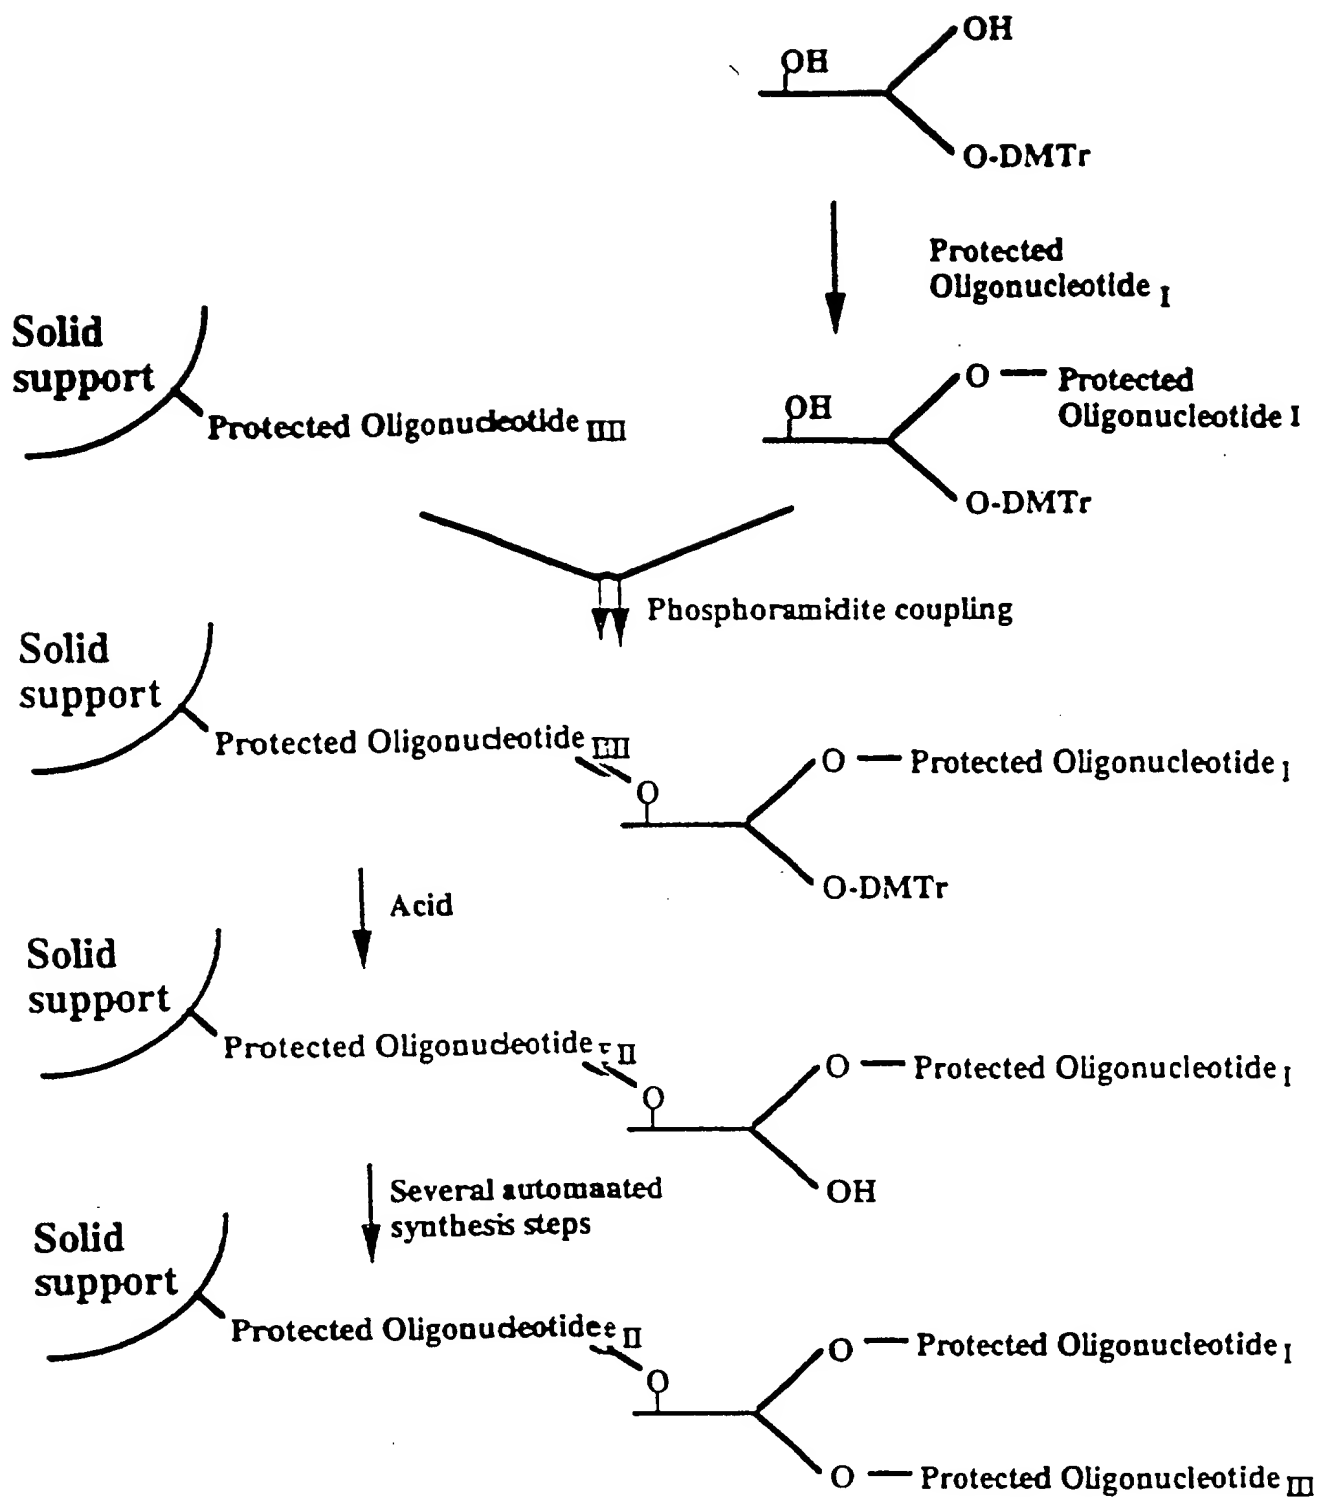 OH
OH
O-DMTr
Protected
Oligonucleotide I
Solid
support
Protected Oligonucleotide IIII
OH
O — Protected
Oligonucleotide I
O-DMTr
Phosphoramidite coupling
Solid
support
Protected Oligonucleotide
O
O — Protected Oligonucleotide I
O-DMTr
Acid
Solid
support
Protected Oligonucleotide II
O
O — Protected Oligonucleotide I
OH
Several automaated
synthesis steps
Solid
support
Protected Oligonucleotidee II
O
O — Protected Oligonucleotide I
O — Protected Oligonucleotide III